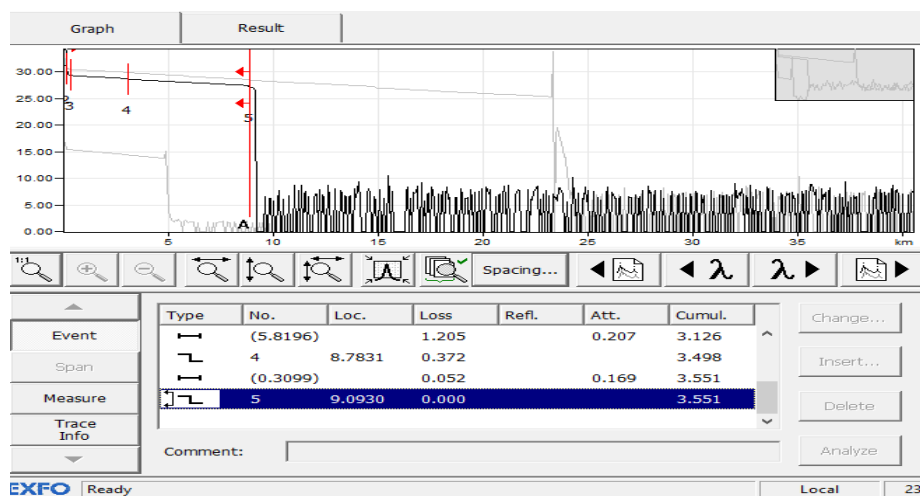 Graph Result
30.00
25.00
20.00
15.00
10.00
5.00
0.00
3 4 5
A
5 10 15 20 25 30 35 km
1:1 Spacing... λ λ
Event
Span
Measure
Trace
Info
Type No. Loc. Loss Refl. Att. Cumul.
(5.8196) 1.205 0.207 3.126
4 8.7831 0.372 3.498
(0.3099) 0.052 0.169 3.551
5 9.0930 0.000 3.551
Comment:
Change...
Insert...
Delete
Analyze
EXFO Ready Local 23